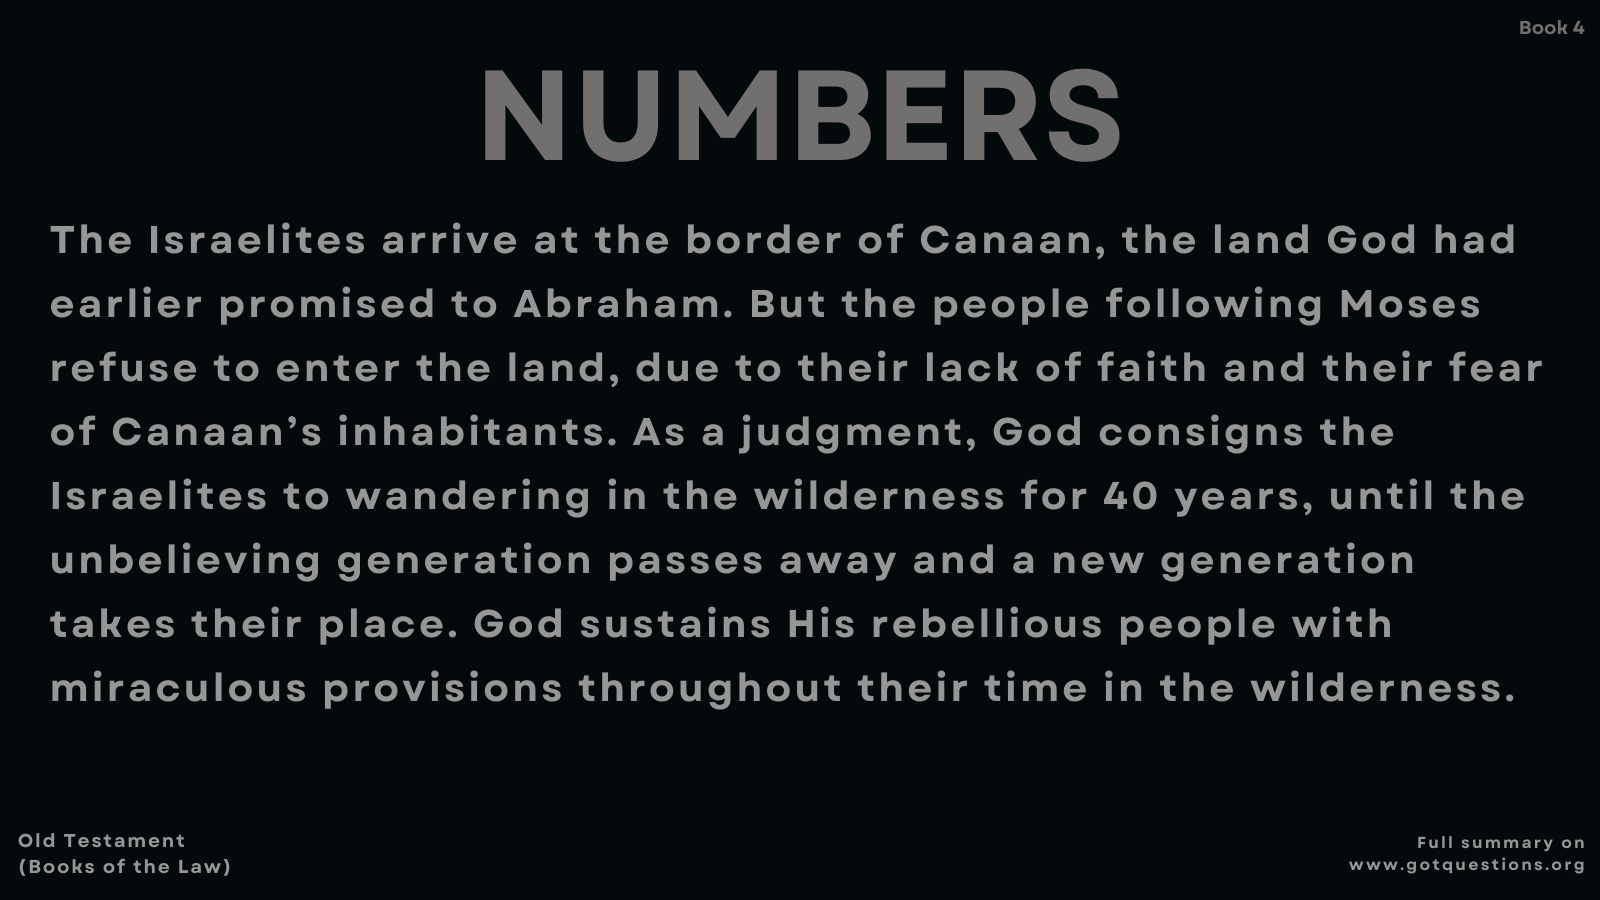 Book 4
NUMBERS
The Israelites arrive at the border of Canaan, the land God had
earlier promised to Abraham. But the people following Moses
refuse to enter the land, due to their lack of faith and their fear
of Canaan’s inhabitants. As a judgment, God consigns the
Israelites to wandering in the wilderness for 40 years, until the
unbelieving generation passes away and a new generation
takes their place. God sustains His rebellious people with
miraculous provisions throughout their time in the wilderness.
Old Testament
(Books of the Law)
Full summary on
www.gotquestions.org